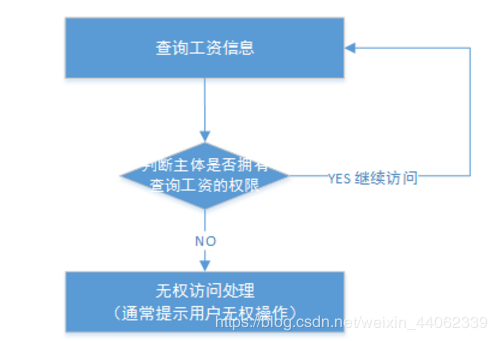 查询工资信息
判断主体是否拥有
查询工资的权限
YES 继续访问
NO
无权访问处理
（通常提示用户无权操作）
https://blog.csdn.net/weixin_44062339